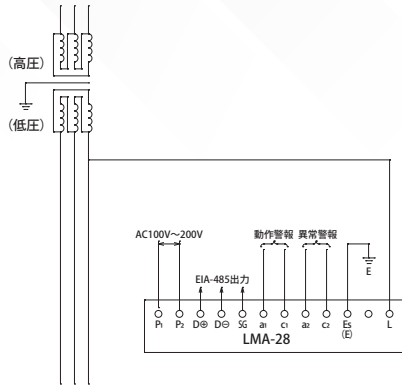 (高圧)
(低圧)
AC100V~200V
動作警報 異常警報
EIA-485出力
E
P1 P2 D⊕ D⊖ SG a1 c1 a2 c2 Es L
(E)
LMA-28